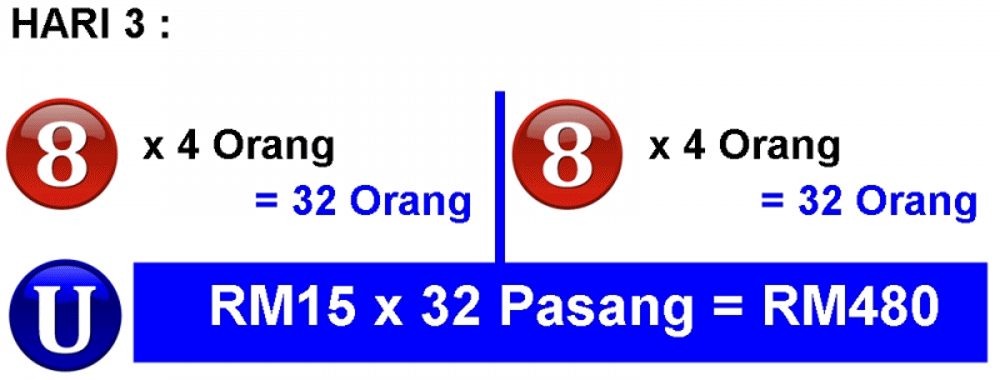 HARI 3 :
8 x 4 Orang
= 32 Orang
8 x 4 Orang
= 32 Orang
U RM15 x 32 Pasang = RM480